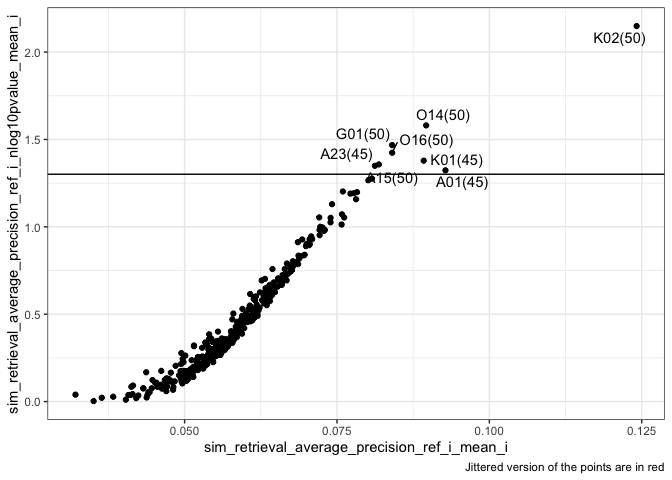 sim_retrieval_average_precision_ref_i_nlog10pvalue_mean_i
2.0
1.5
1.0
0.5
0.0
K02(50)
O14(50)
G01(50)
O16(50)
A23(45)
K01(45)
A15(50)
A01(45)
0.050
0.075
0.100
0.125
sim_retrieval_average_precision_ref_i_mean_i
Jittered version of the points are in red